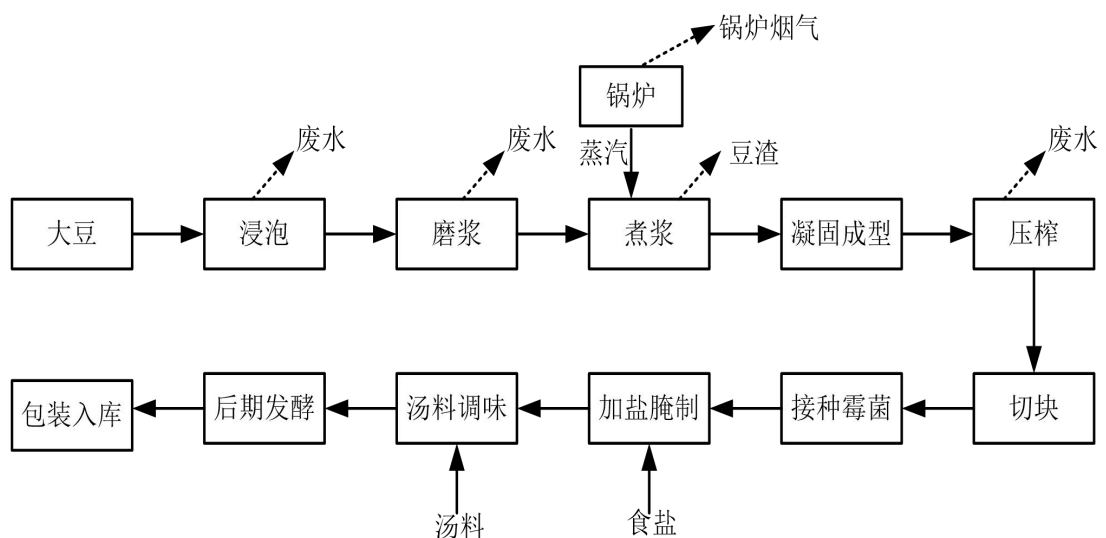 锅炉烟气
锅炉
废水
废水
蒸汽
豆渣
废水
大豆
浸泡
磨浆
煮浆
凝固成型
压榨
包装入库
后期发酵
汤料调味
加盐腌制
接种霉菌
切块
汤料
食盐